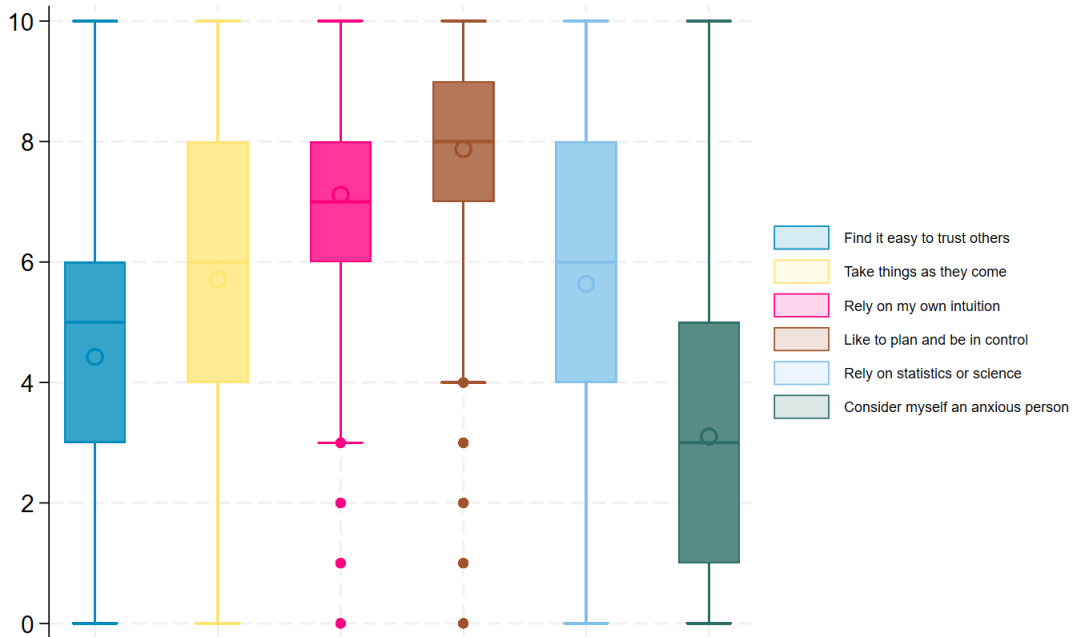 10
8
6
4
2
0
Find it easy to trust others
Take things as they come
Rely on my own intuition
Like to plan and be in control
Rely on statistics or science
Consider myself an anxious person